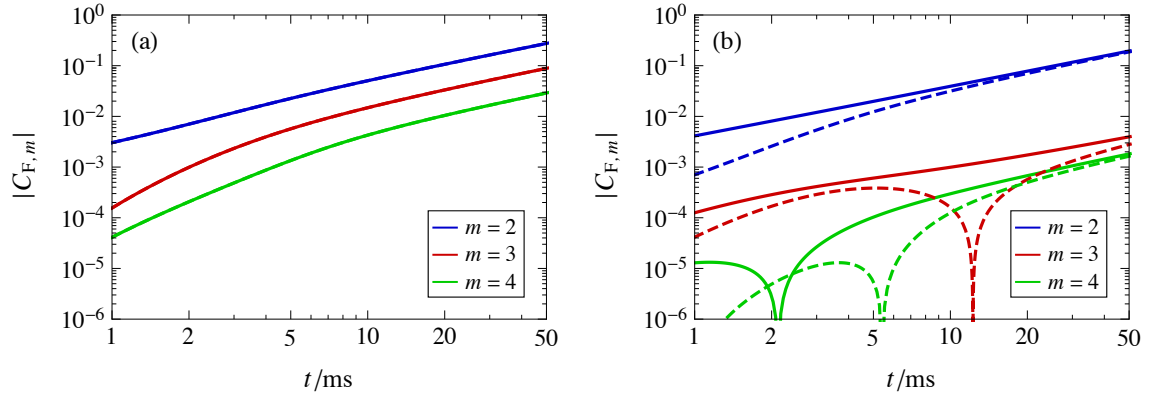 (a)
|C_F,m|
10^0
10^-1
10^-2
10^-3
10^-4
10^-5
10^-6
m = 2
m = 3
m = 4
1 2 5 10 20 50
t/ms
(b)
|C_F,m|
10^0
10^-1
10^-2
10^-3
10^-4
10^-5
10^-6
m = 2
m = 3
m = 4
1 2 5 10 20 50
t/ms